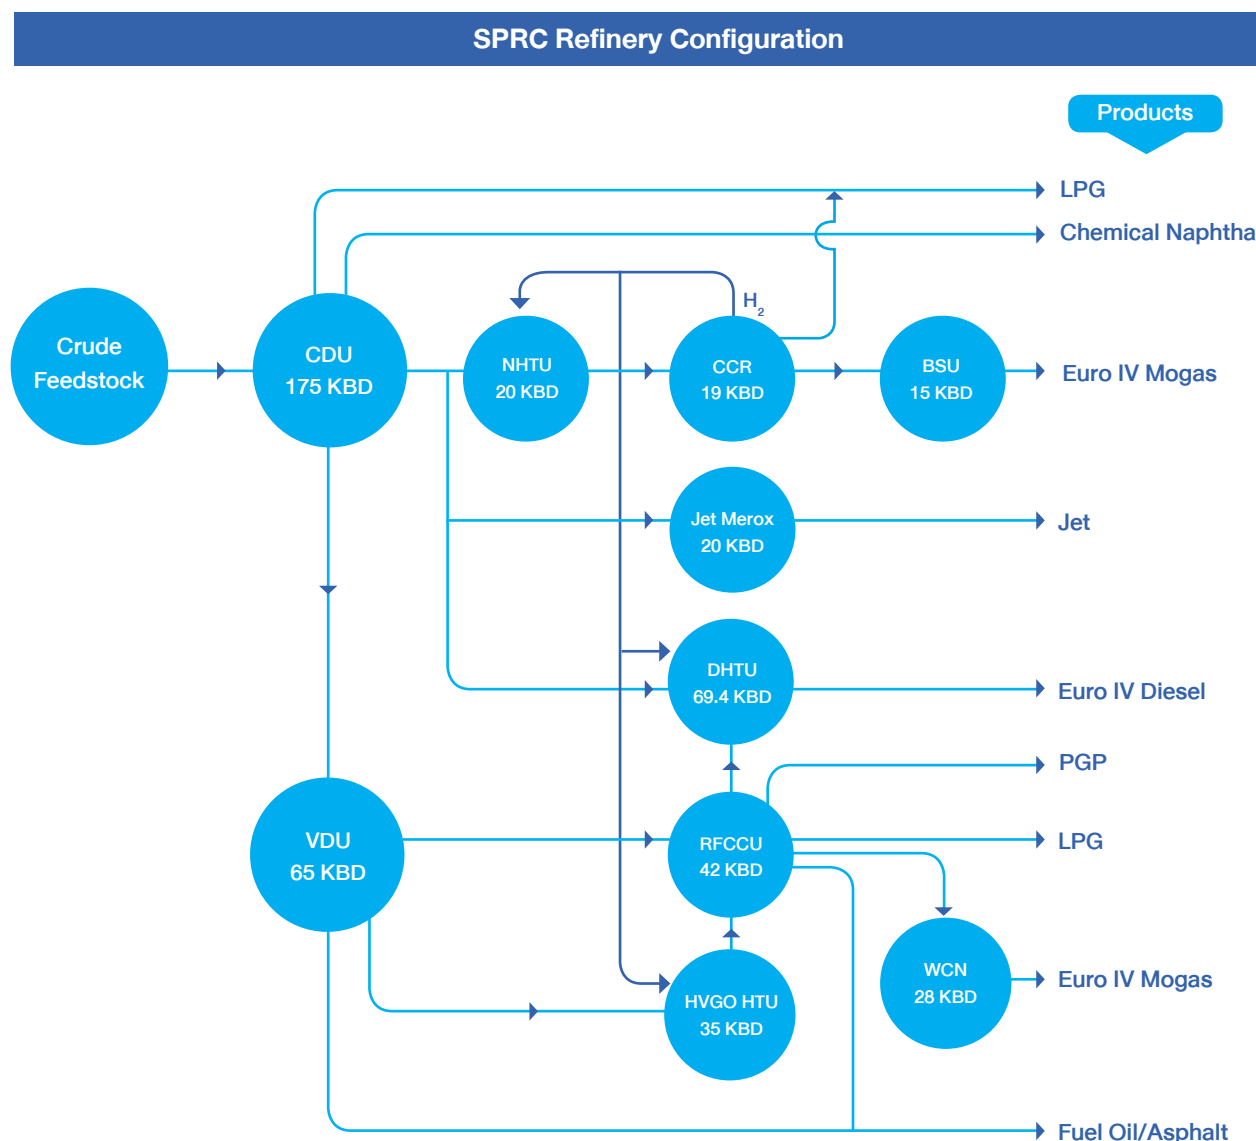 SPRC Refinery Configuration
Products
LPG
Chemical Naphtha
H2
Crude
Feedstock
CDU
175 KBD
NHTU
20 KBD
CCR
19 KBD
BSU
15 KBD
Euro IV Mogas
Jet Merox
20 KBD
Jet
DHTU
69.4 KBD
Euro IV Diesel
PGP
VDU
65 KBD
RFCCU
42 KBD
LPG
WCN
28 KBD
Euro IV Mogas
HVGO HTU
35 KBD
Fuel Oil/Asphalt